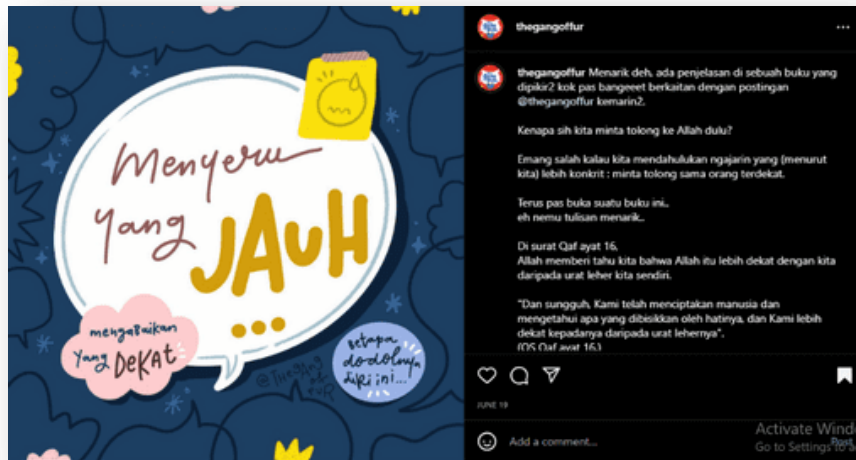 Menyeru
yang
JAUH
...
mengabaikan
yang DEKAT
betapa
dodolnya
diri ini...
@THEgANg
of
FUR
thegangoffur
thegangoffur Menarik deh, ada penjelasan di sebuah buku yang
dipikir2 kok pas bangeeet berkaitan dengan postingan
@thegangoffur kemarin2.
Kenapa sih kita minta tolong ke Allah dulu?
Emang salah kalau kita mendahulukan ngajarin yang (menurut
kita) lebih konkrit : minta tolong sama orang terdekat.
Terus pas buka suatu buku ini..
eh nemu tulisan menarik..
Di surat Qaf ayat 16,
Allah memberi tahu kita bahwa Allah itu lebih dekat dengan kita
daripada urat leher kita sendiri.
"Dan sungguh, Kami telah menciptakan manusia dan
mengetahui apa yang dibisikkan oleh hatinya, dan Kami lebih
dekat kepadanya daripada urat lehernya".
(QS Qaf ayat 16)
JUNE 19
Add a comment...
Post
Activate Wind
Go to Settings to a